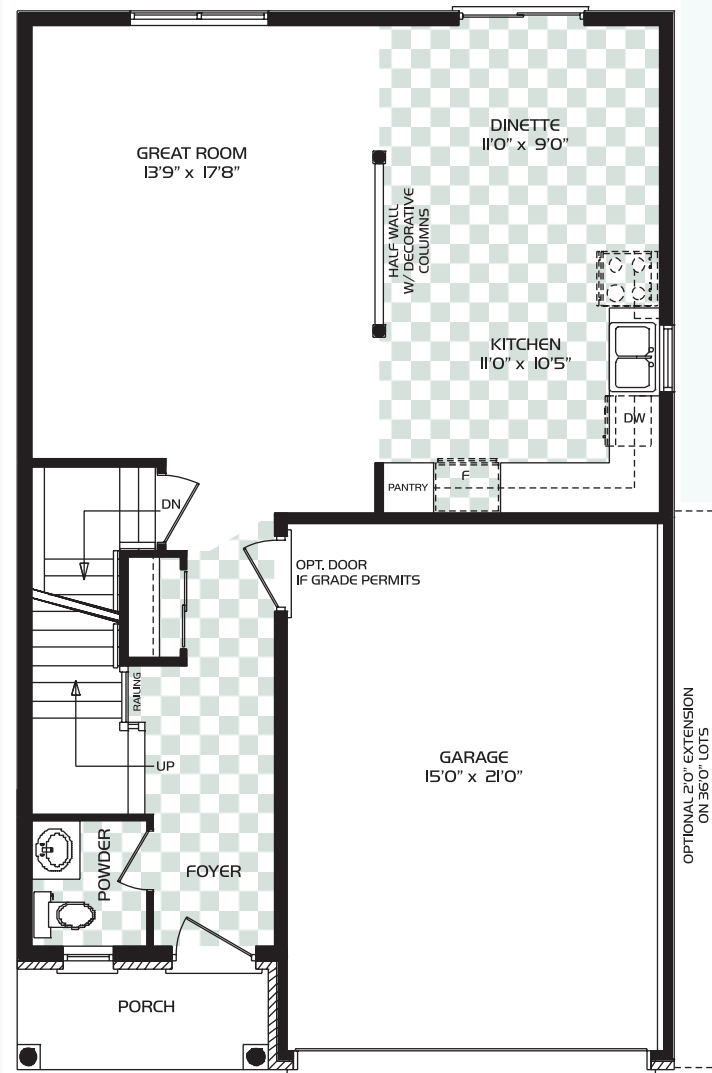 DINETTE
11'0" x 9'0"
GREAT ROOM
13'9" x 17'8"
HALF WALL
W/ DECORATIVE
COLUMNS
KITCHEN
11'0" x 10'5"
DW
F
PANTRY
DN
OPT. DOOR
IF GRADE PERMITS
RAILING
UP
GARAGE
15'0" x 21'0"
OPTIONAL 2'0" EXTENSION
ON 36'0" LOTS
POWDER
FOYER
PORCH